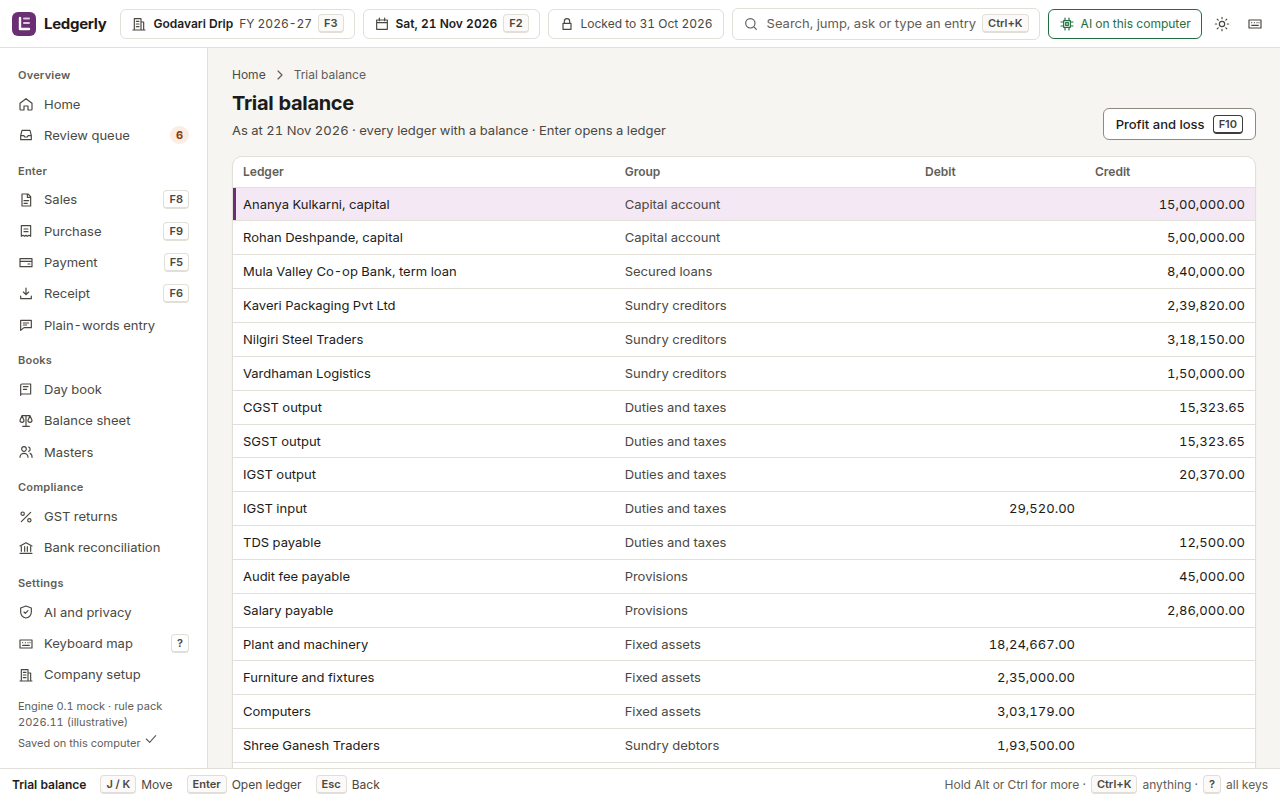 Ledgerly
Godavari Drip FY 2026-27 F3
Sat, 21 Nov 2026 F2
Locked to 31 Oct 2026
Search, jump, ask or type an entry Ctrl+K
AI on this computer
Overview
Home
Review queue 6
Enter
Sales F8
Purchase F9
Payment F5
Receipt F6
Plain-words entry
Books
Day book
Balance sheet
Masters
Compliance
GST returns
Bank reconciliation
Settings
AI and privacy
Keyboard map ?
Company setup
Engine 0.1 mock · rule pack
2026.11 (illustrative)
Saved on this computer
Home > Trial balance
Trial balance
As at 21 Nov 2026 · every ledger with a balance · Enter opens a ledger
Profit and loss F10
Ledger Group Debit Credit
Ananya Kulkarni, capital Capital account 15,00,000.00
Rohan Deshpande, capital Capital account 5,00,000.00
Mula Valley Co-op Bank, term loan Secured loans 8,40,000.00
Kaveri Packaging Pvt Ltd Sundry creditors 2,39,820.00
Nilgiri Steel Traders Sundry creditors 3,18,150.00
Vardhaman Logistics Sundry creditors 1,50,000.00
CGST output Duties and taxes 15,323.65
SGST output Duties and taxes 15,323.65
IGST output Duties and taxes 20,370.00
IGST input Duties and taxes 29,520.00
TDS payable Duties and taxes 12,500.00
Audit fee payable Provisions 45,000.00
Salary payable Provisions 2,86,000.00
Plant and machinery Fixed assets 18,24,667.00
Furniture and fixtures Fixed assets 2,35,000.00
Computers Fixed assets 3,03,179.00
Shree Ganesh Traders Sundry debtors 1,93,500.00
Trial balance J / K Move Enter Open ledger Esc Back
Hold Alt or Ctrl for more · Ctrl+K anything · ? all keys